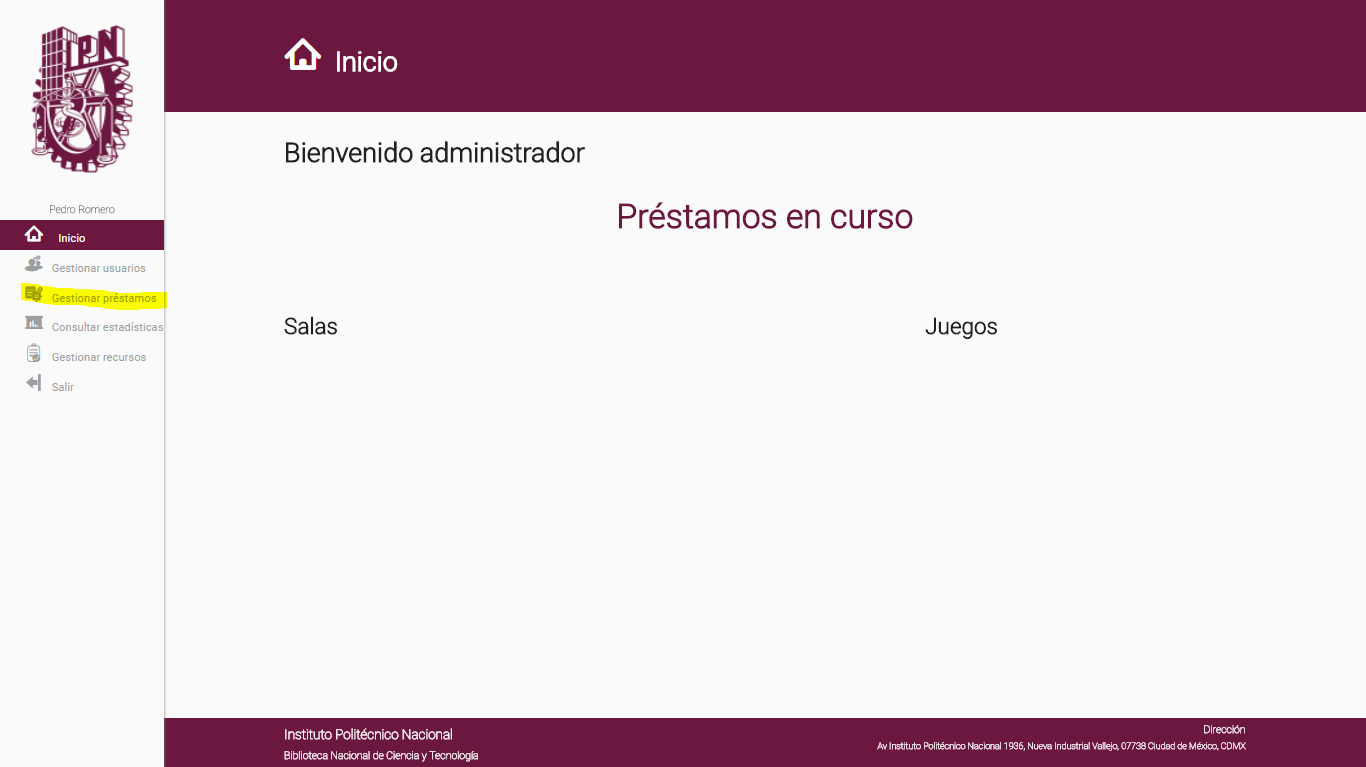 IPN
Pedro Romero
Inicio
Gestionar usuarios
Gestionar préstamos
Consultar estadísticas
Gestionar recursos
Salir
Inicio
Bienvenido administrador
Préstamos en curso
Salas
Juegos
Instituto Politécnico Nacional
Biblioteca Nacional de Ciencia y Tecnología
Dirección
Av Instituto Politécnico Nacional 1936, Nueva Industrial Vallejo, 07738 Ciudad de México, CDMX